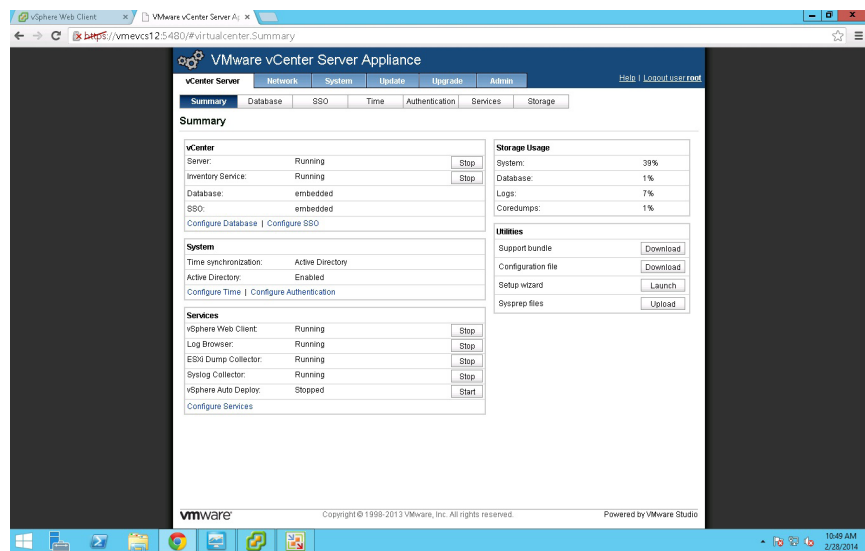 vSphere Web Client
VMware vCenter Server Ap
https://vmevcs12:5480/#virtualcenter.Summary
VMware vCenter Server Appliance
Help | Logout user root
vCenter Server Network System Update Upgrade Admin
Summary Database SSO Time Authentication Services Storage
Summary
vCenter
Server: Running Stop
Inventory Service: Running Stop
Database: embedded
SSO: embedded
Configure Database | Configure SSO
System
Time synchronization: Active Directory
Active Directory: Enabled
Configure Time | Configure Authentication
Services
vSphere Web Client: Running Stop
Log Browser: Running Stop
ESXi Dump Collector: Running Stop
Syslog Collector: Running Stop
vSphere Auto Deploy: Stopped Start
Configure Services
Storage Usage
System: 39%
Database: 1%
Logs: 7%
Coredumps: 1%
Utilities
Support bundle Download
Configuration file Download
Setup wizard Launch
Sysprep files Upload
vmware
Copyright © 1998-2013 VMware, Inc. All rights reserved.
Powered by VMware Studio
10:49 AM
2/28/2014